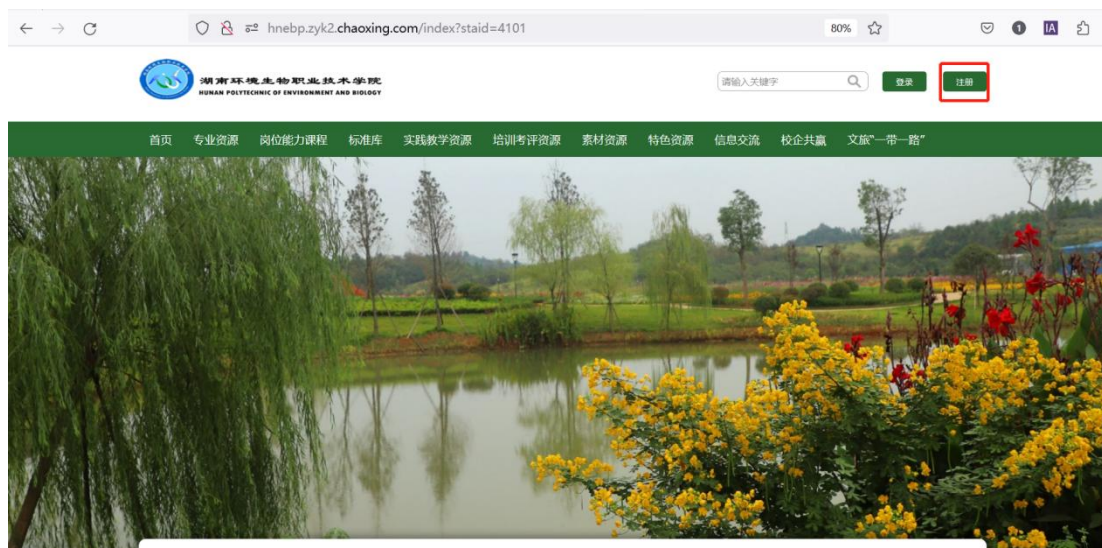 hnebp.zyk2.chaoxing.com/index?staid=4101
80%
1
IA
湖南环境生物职业技术学院
HUNAN POLYTECHNIC OF ENVIRONMENT AND BIOLOGY
请输入关键字
登录
注册
首页 专业资源 岗位能力课程 标准库 实践教学资源 培训考评资源 素材资源 特色资源 信息交流 校企共赢 文旅“一带一路”